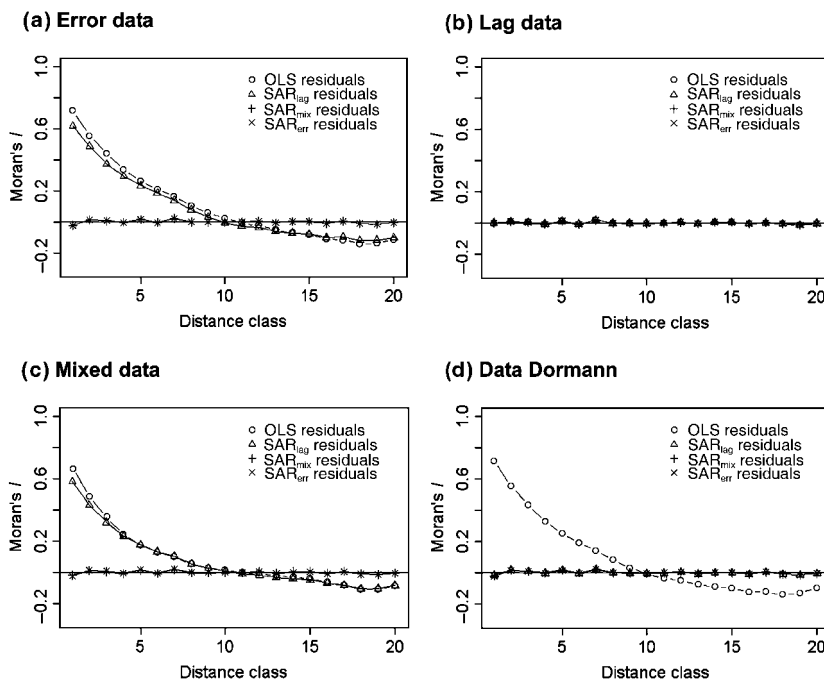 (a) Error data
1.0
0.6
0.2
−0.2
Moran's I
OLS residuals
SARlag residuals
SARmix residuals
SARerr residuals
5
10
15
20
Distance class
(b) Lag data
1.0
0.6
0.2
−0.2
Moran's I
OLS residuals
SARlag residuals
SARmix residuals
SARerr residuals
5
10
15
20
Distance class
(c) Mixed data
1.0
0.6
0.2
−0.2
Moran's I
OLS residuals
SARlag residuals
SARmix residuals
SARerr residuals
5
10
15
20
Distance class
(d) Data Dormann
1.0
0.6
0.2
−0.2
Moran's I
OLS residuals
SARlag residuals
SARmix residuals
SARerr residuals
5
10
15
20
Distance class